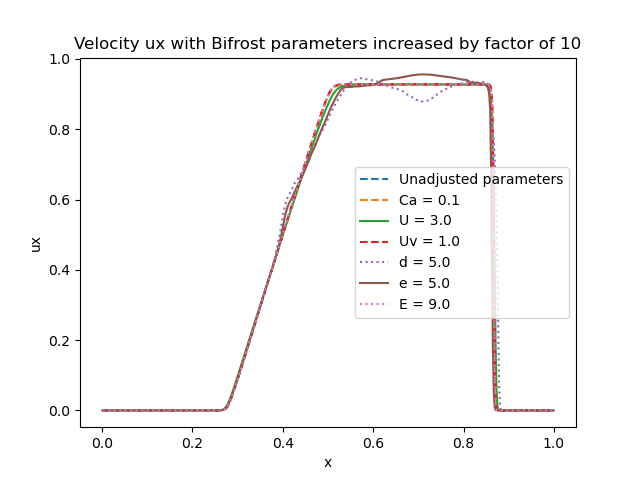 Velocity ux with Bifrost parameters increased by factor of 10
1.0
0.8
0.6
0.4
0.2
0.0
ux
Unadjusted parameters
Ca = 0.1
U = 3.0
Uv = 1.0
d = 5.0
e = 5.0
E = 9.0
0.0 0.2 0.4 0.6 0.8 1.0
x